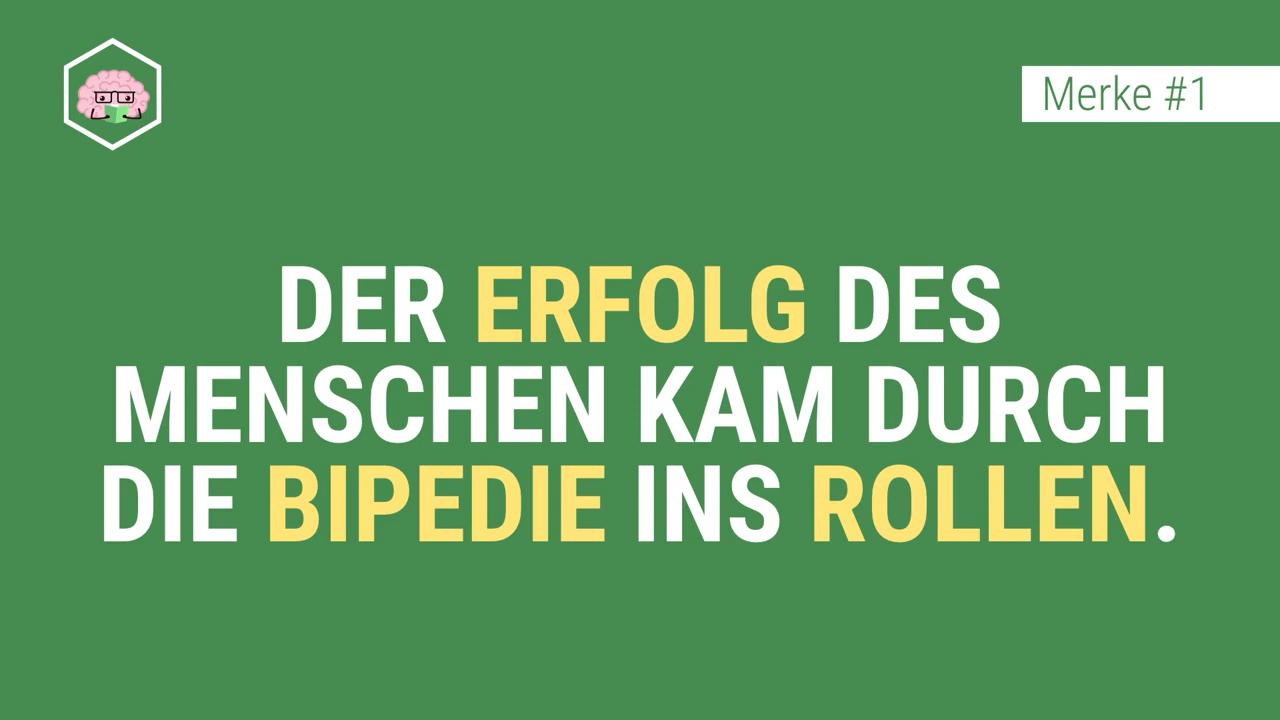 Merke #1
DER ERFOLG DES
MENSCHEN KAM DURCH
DIE BIPEDIE INS ROLLEN.